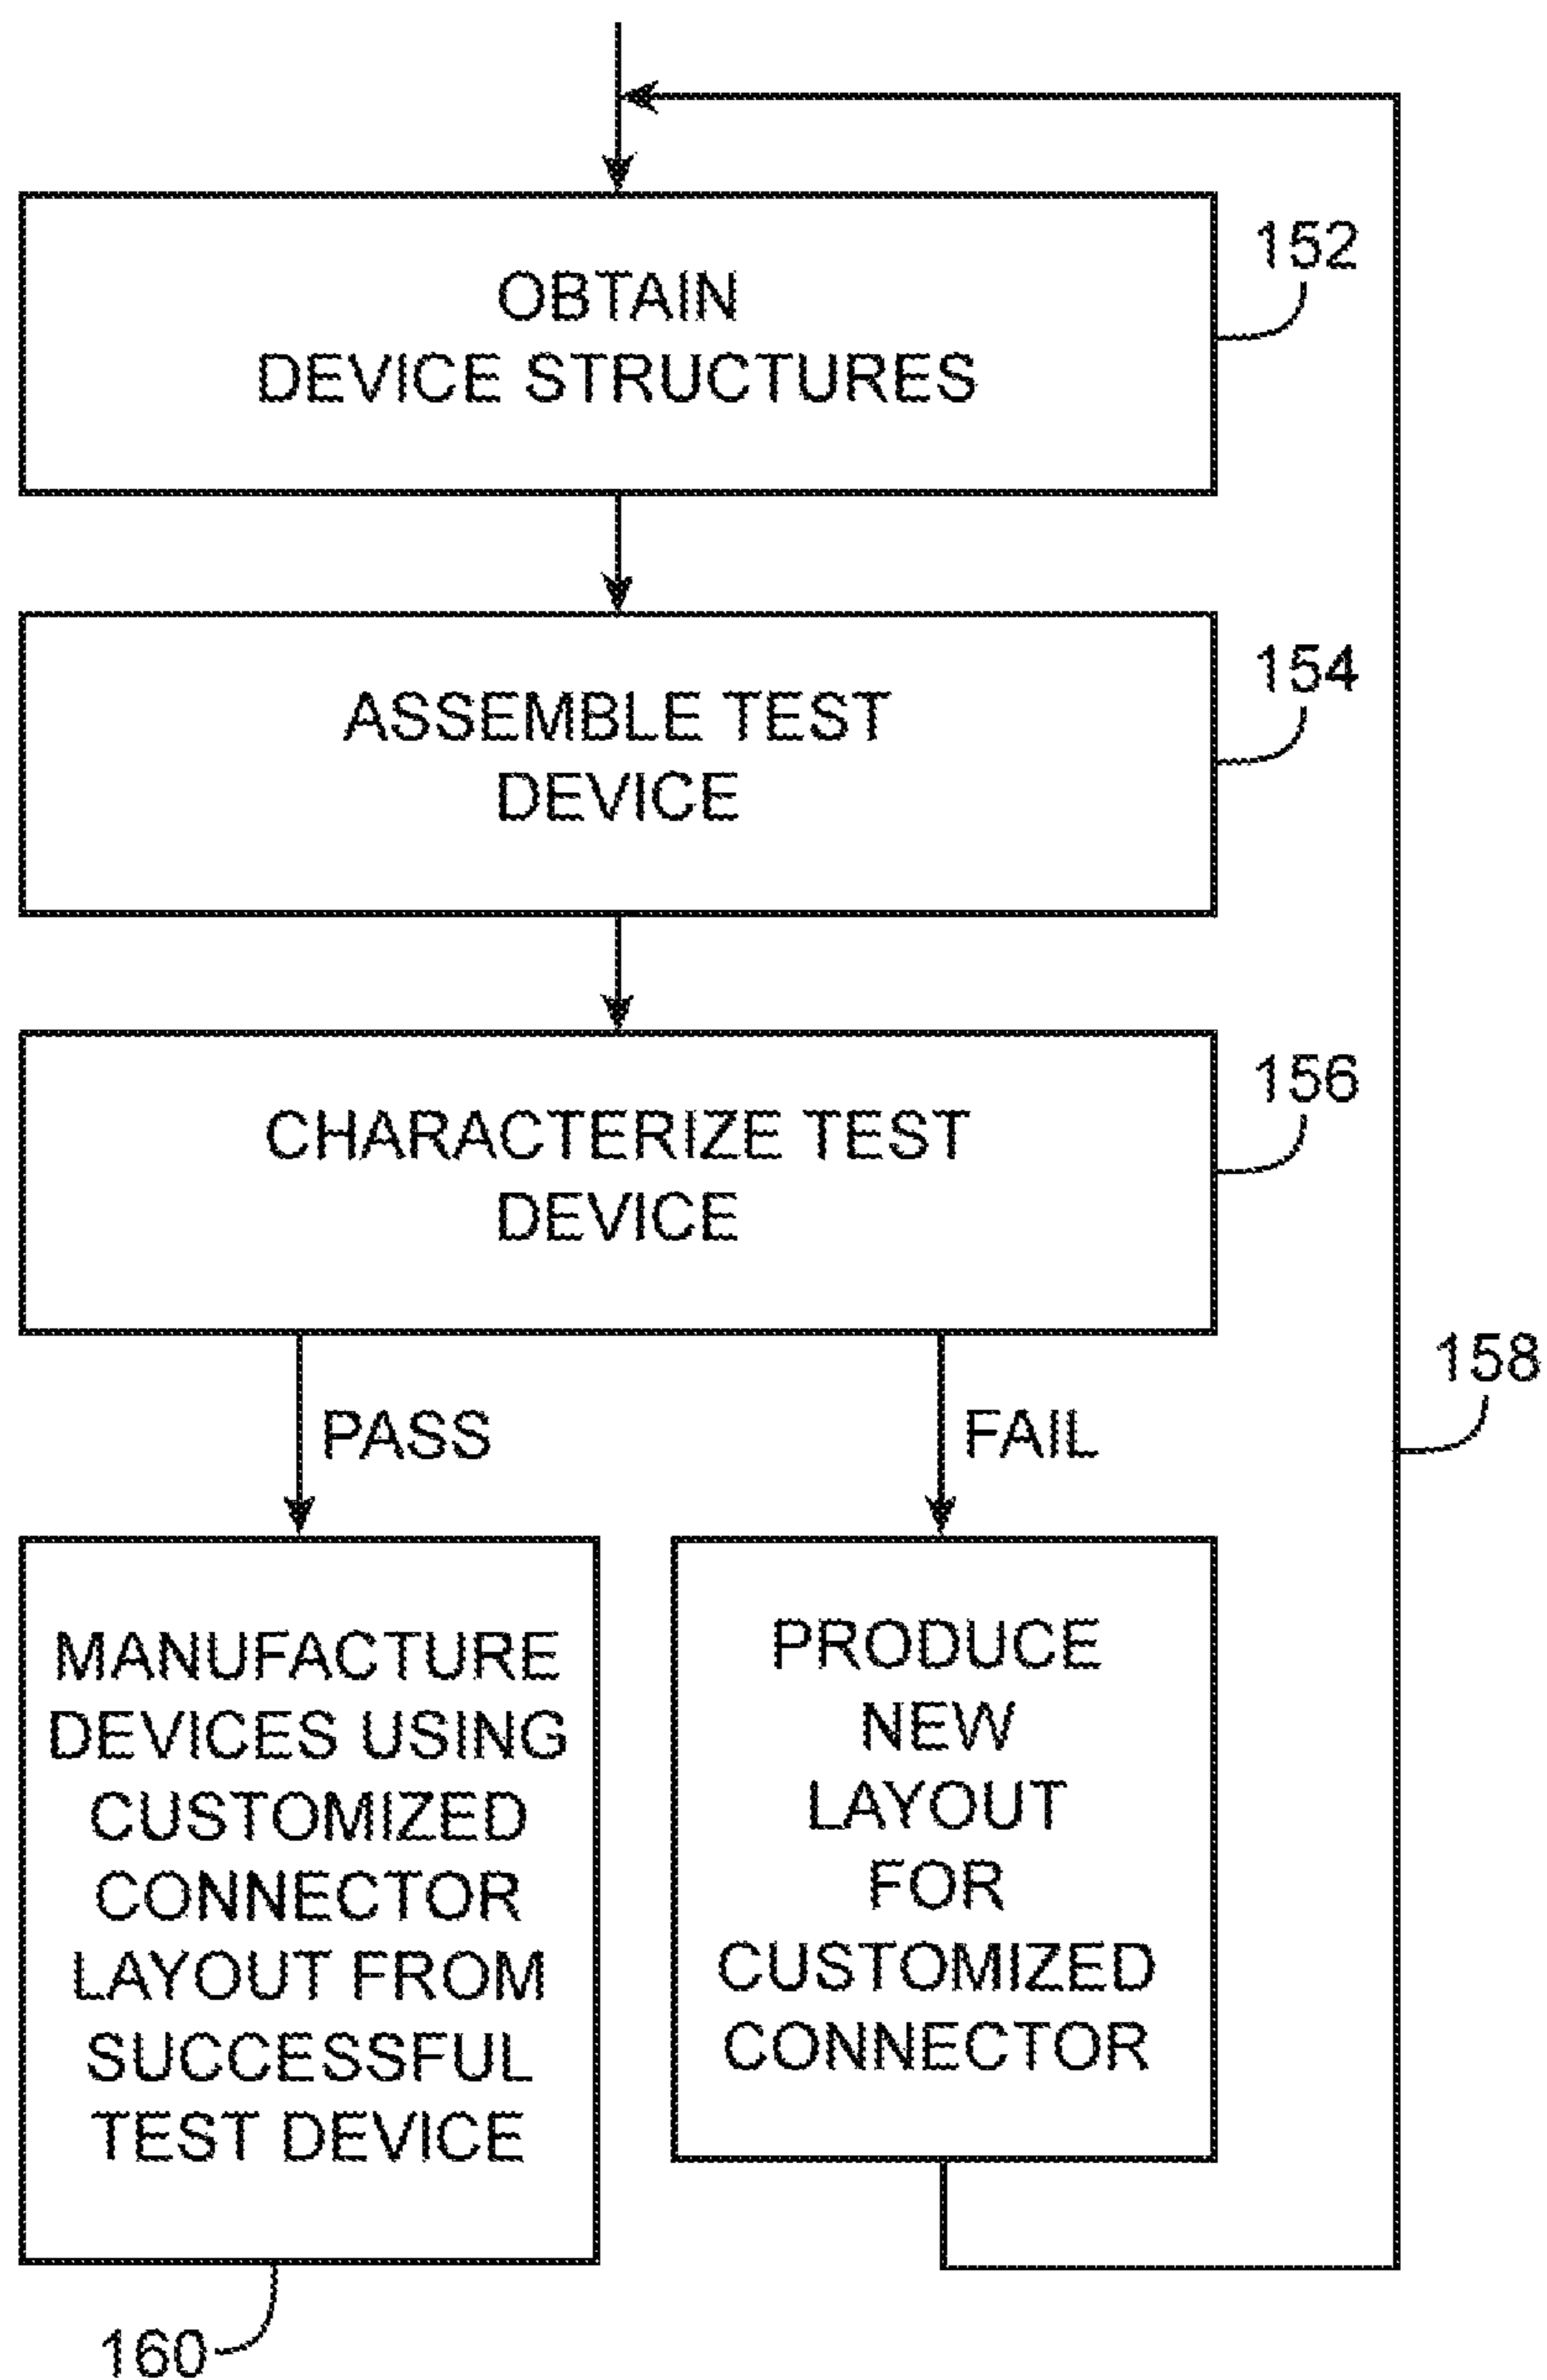 OBTAIN
DEVICE STRUCTURES
152
ASSEMBLE TEST
DEVICE
154
CHARACTERIZE TEST
DEVICE
156
PASS
FAIL
158
MANUFACTURE
DEVICES USING
CUSTOMIZED
CONNECTOR
LAYOUT FROM
SUCCESSFUL
TEST DEVICE
PRODUCE
NEW
LAYOUT
FOR
CUSTOMIZED
CONNECTOR
160